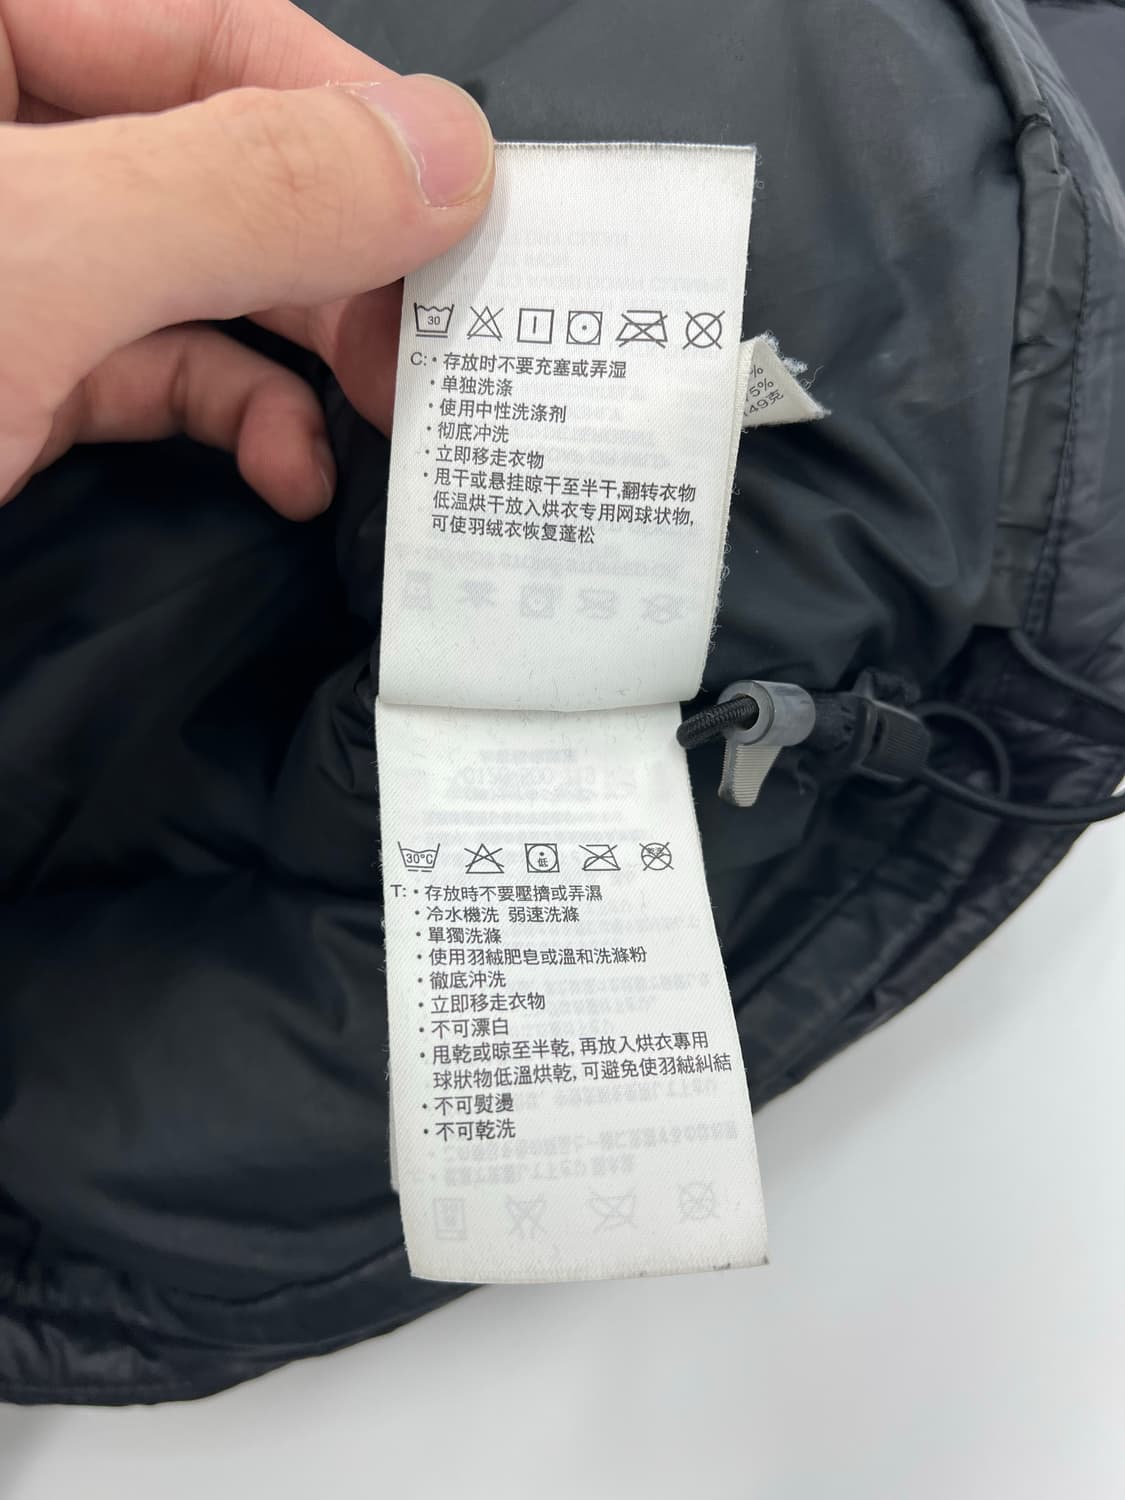 30
C: • 存放时不要充塞或弄湿
• 单独洗涤
• 使用中性洗涤剂
• 彻底冲洗
• 立即移走衣物
• 甩干或悬挂晾干至半干,翻转衣物
低温烘干放入烘衣专用网球状物,
可使羽绒衣恢复蓬松
%
75%
149克
30°C
低
T: • 存放時不要壓擠或弄濕
• 冷水機洗 弱速洗滌
• 單獨洗滌
• 使用羽絨肥皂或溫和洗滌粉
• 徹底沖洗
• 立即移走衣物
• 不可漂白
• 甩乾或晾至半乾, 再放入烘衣專用
球狀物低溫烘乾, 可避免使羽絨糾結
• 不可熨燙
• 不可乾洗